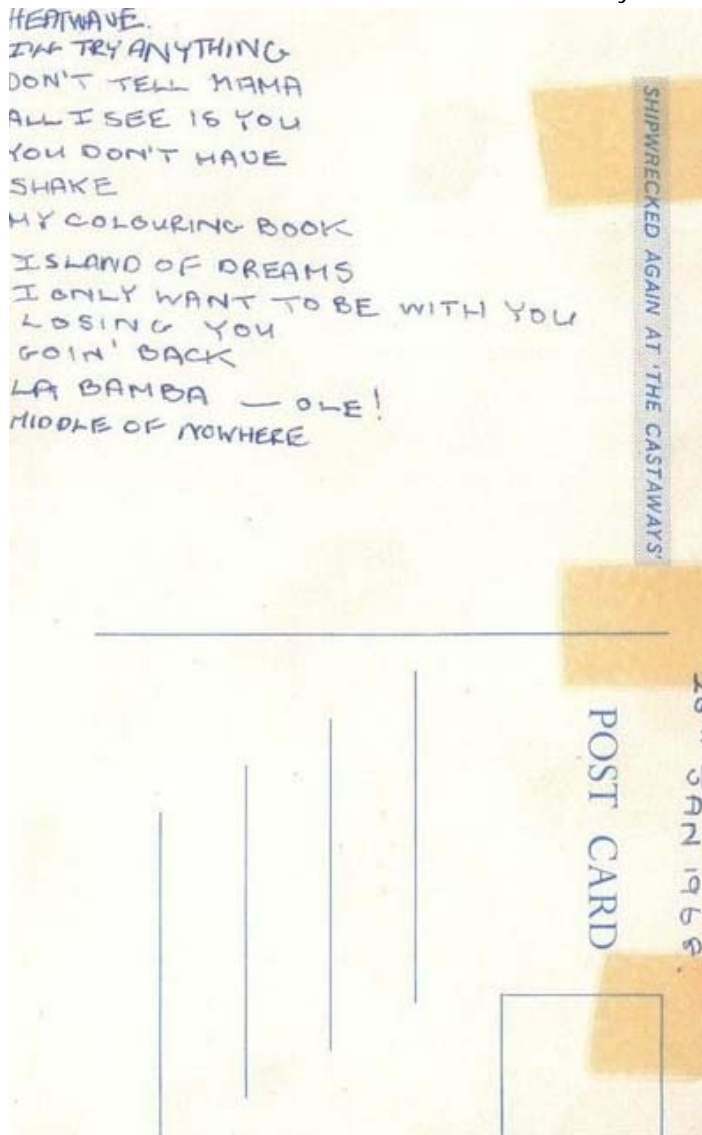 HEATWAVE.
I'LL TRY ANYTHING
DON'T TELL MAMA
ALL I SEE IS YOU
YOU DON'T HAVE
SHAKE
MY COLOURING BOOK
ISLAND OF DREAMS
I ONLY WANT TO BE WITH YOU
LOSING YOU
GOIN' BACK
LA BAMBA — OLE!
MIDDLE OF NOWHERE
SHIPWRECKED AGAIN AT 'THE CASTAWAYS'
POST CARD
JAN 1968.